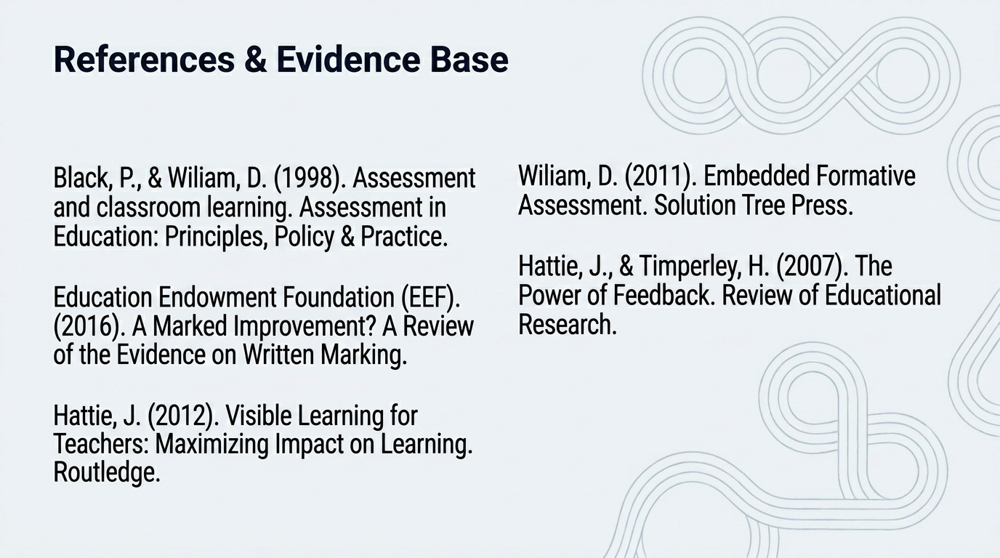 References & Evidence Base
Black, P., & Wiliam, D. (1998). Assessment
and classroom learning. Assessment in
Education: Principles, Policy & Practice.
Education Endowment Foundation (EEF).
(2016). A Marked Improvement? A Review
of the Evidence on Written Marking.
Hattie, J. (2012). Visible Learning for
Teachers: Maximizing Impact on Learning.
Routledge.
Wiliam, D. (2011). Embedded Formative
Assessment. Solution Tree Press.
Hattie, J., & Timperley, H. (2007). The
Power of Feedback. Review of Educational
Research.